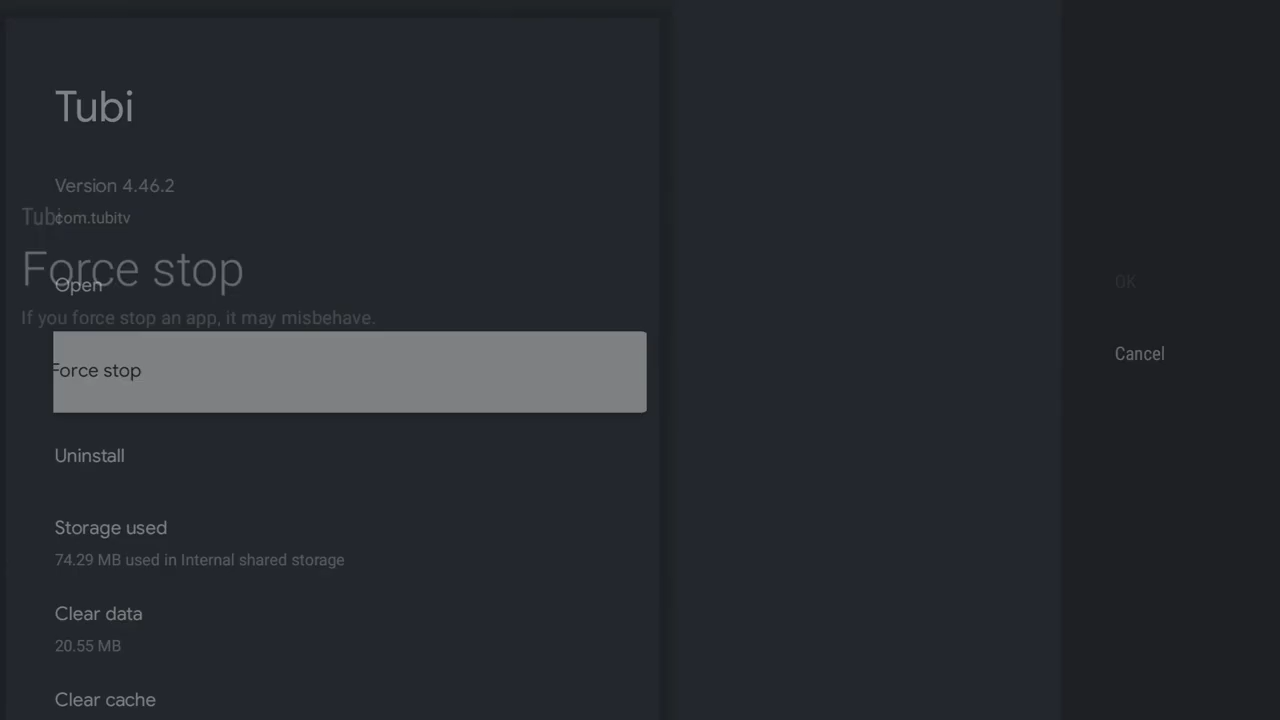 Tubi
Version 4.46.2
Tubi
com.tubitv
Force stop
Open
If you force stop an app, it may misbehave.
Force stop
Uninstall
Storage used
74.29 MB used in Internal shared storage
Clear data
20.55 MB
Clear cache
OK
Cancel